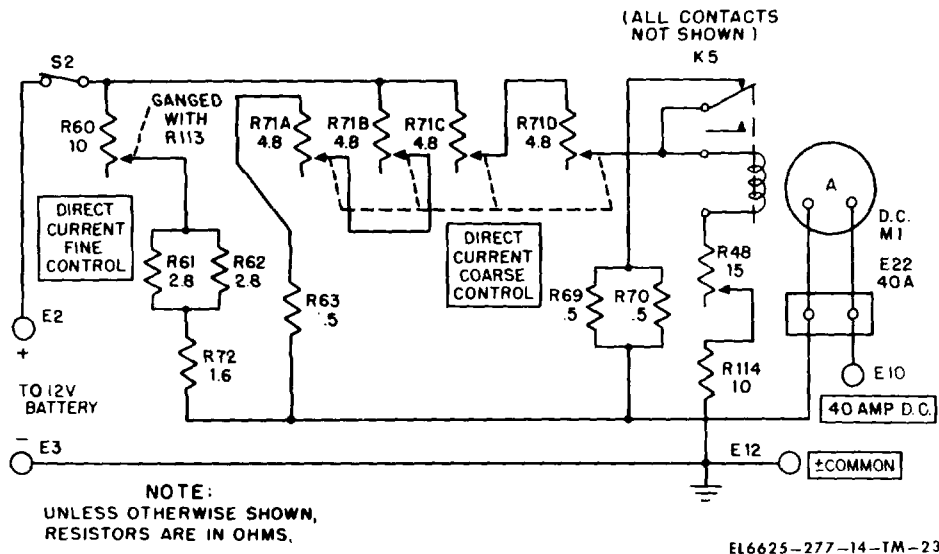 (ALL CONTACTS
NOT SHOWN)
K5
S2
GANGED
WITH
R113
R60
10
R71A
4.8
R71B
4.8
R71C
4.8
R71D
4.8
A
D.C.
M1
DIRECT
CURRENT
FINE
CONTROL
R61
2.8
R62
2.8
DIRECT
CURRENT
COARSE
CONTROL
R48
15
E22
40A
R63
.5
R69
.5
R70
.5
E2
+
R72
1.6
R114
10
E10
TO 12V
BATTERY
40 AMP D.C.
−
E3
E12
±COMMON
NOTE:
UNLESS OTHERWISE SHOWN,
RESISTORS ARE IN OHMS,
EL6625-277-14-TM-23